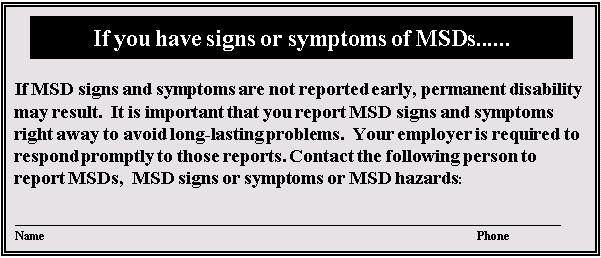 If you have signs or symptoms of MSDs......
If MSD signs and symptoms are not reported early, permanent disability
may result.  It is important that you report MSD signs and symptoms
right away to avoid long-lasting problems.  Your employer is required to
respond promptly to those reports. Contact the following person to
report MSDs,  MSD signs or symptoms or MSD hazards:
Name Phone